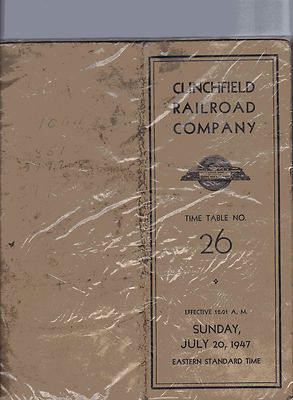 CLINCHFIELD
RAILROAD
COMPANY
TIME TABLE NO.
26
EFFECTIVE 12:01 A. M.
SUNDAY,
JULY 20, 1947
EASTERN STANDARD TIME